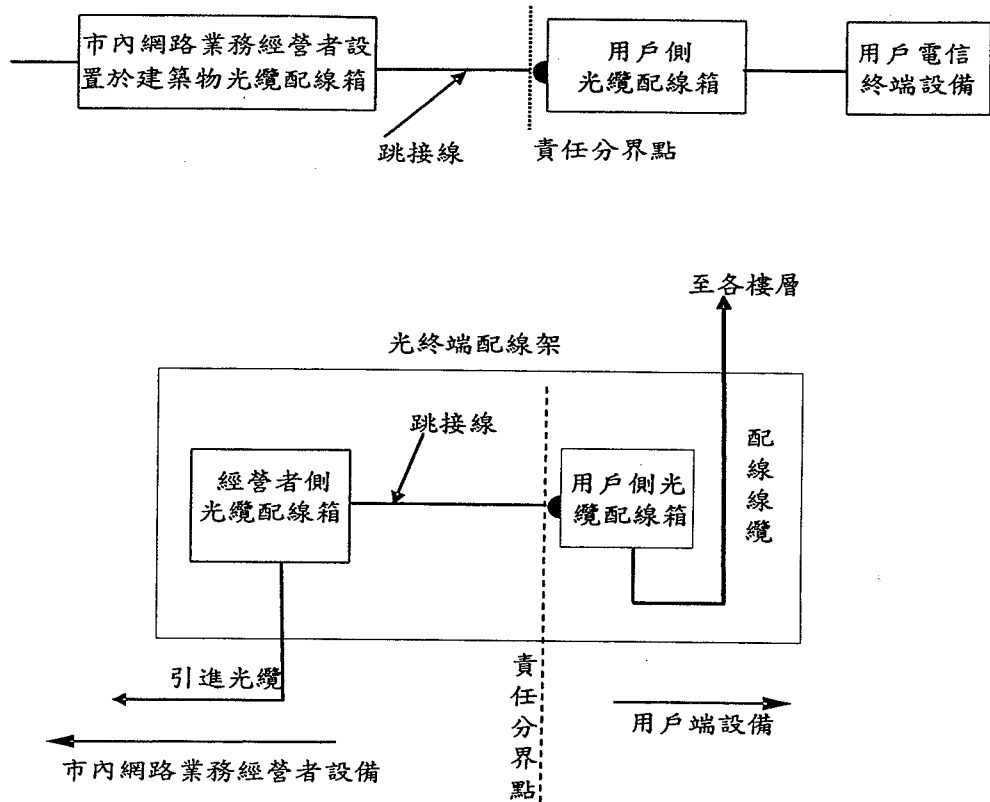 市內網路業務經營者設
置於建築物光纜配線箱
用戶側
光纜配線箱
用戶電信
終端設備
跳接線
責任分界點
至各樓層
光終端配線架
跳接線
經營者側
光纜配線箱
用戶側光
纜配線箱
配線線纜
引進光纜
責任分界點
用戶端設備
市內網路業務經營者設備